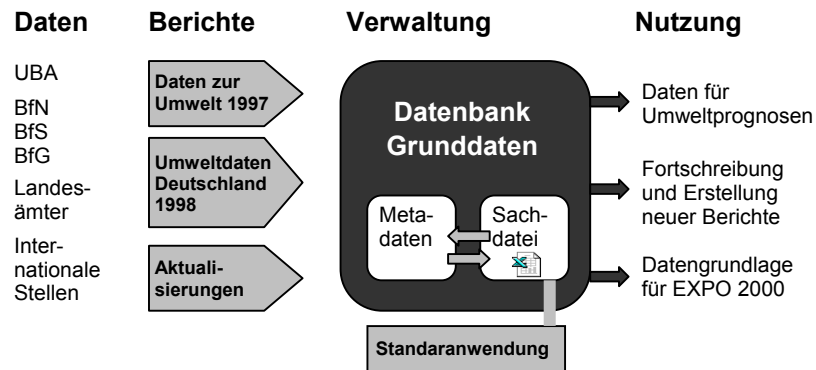 Daten
Berichte
Verwaltung
Nutzung
UBA
BfN
BfS
BfG
Landes-
ämter
Inter-
nationale
Stellen
Daten zur
Umwelt 1997
Umweltdaten
Deutschland
1998
Aktuali-
sierungen
Datenbank
Grunddaten
Meta-
daten
Sach-
datei
Standaranwendung
Daten für
Umweltprognosen
Fortschreibung
und Erstellung
neuer Berichte
Datengrundlage
für EXPO 2000